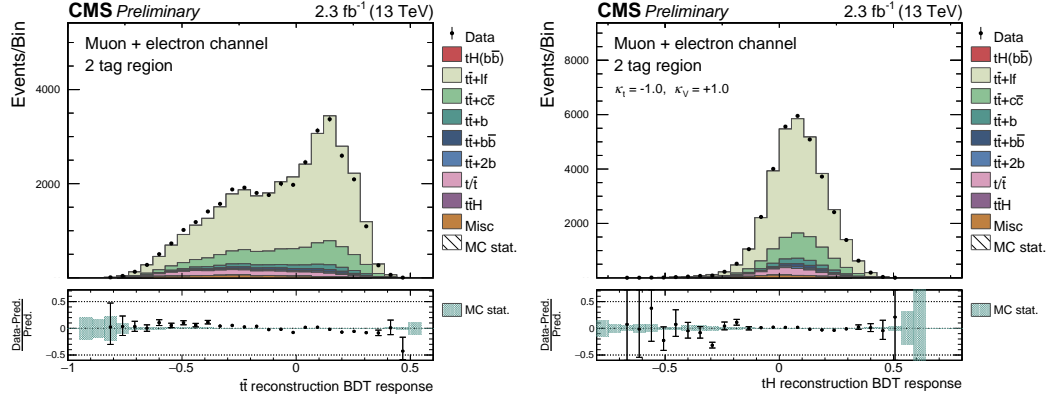 CMS Preliminary 2.3 fb⁻¹ (13 TeV)
Events/Bin
Muon + electron channel
2 tag region
4000
2000
Data
tH(bb̄)
tt̄+lf
tt̄+cc̄
tt̄+b
tt̄+bb̄
tt̄+2b
t/t̄
tt̄H
Misc
MC stat.
Data-Pred.
Pred.
0.5
0
−0.5
MC stat.
−1 −0.5 0 0.5
tt̄ reconstruction BDT response
CMS Preliminary 2.3 fb⁻¹ (13 TeV)
Events/Bin
Muon + electron channel
2 tag region
κt = -1.0, κV = +1.0
8000
6000
4000
2000
0
Data
tH(bb̄)
tt̄+lf
tt̄+cc̄
tt̄+b
tt̄+bb̄
tt̄+2b
t/t̄
tt̄H
Misc
MC stat.
Data-Pred.
Pred.
0.5
0
−0.5
MC stat.
−0.5 0 0.5
tH reconstruction BDT response